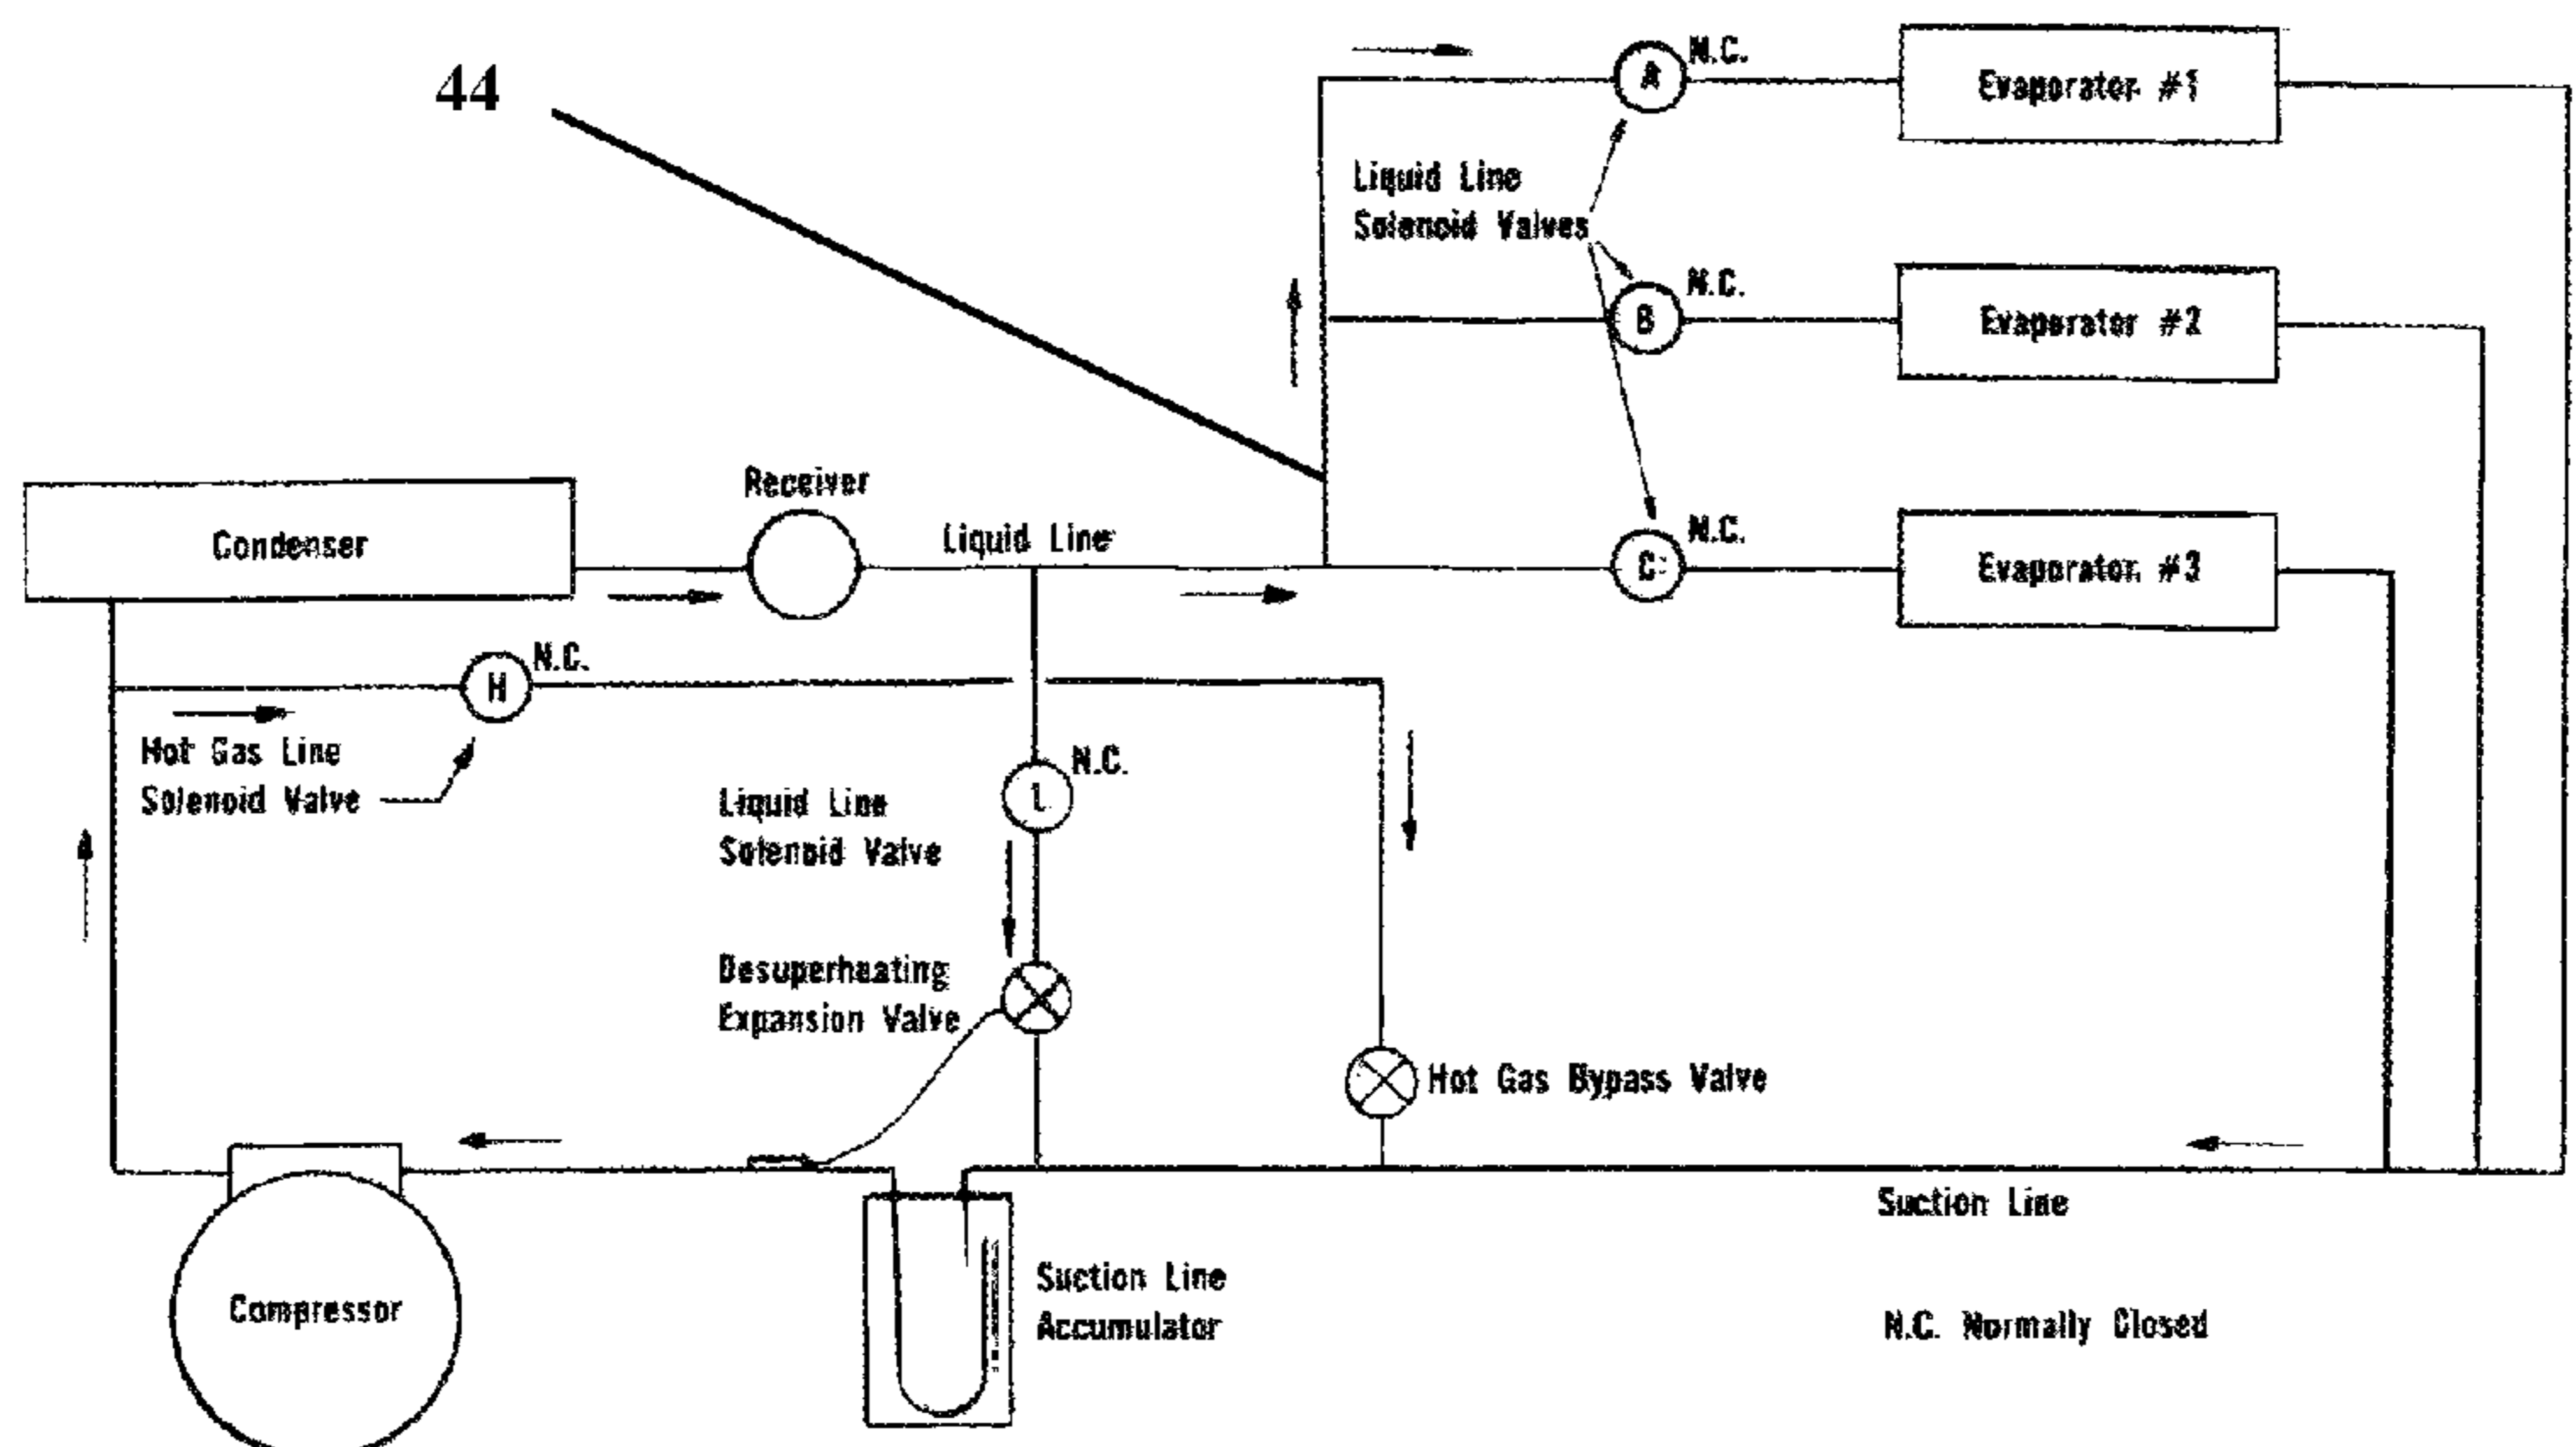 44
A
N.C.
Evaporator #1
Liquid Line
Solenoid Valves
B
N.C.
Evaporator #2
Condenser
Receiver
Liquid Line
C
N.C.
Evaporator #3
H
N.C.
Hot Gas Line
Solenoid Valve
L
N.C.
Liquid Line
Solenoid Valve
Desuperheating
Expansion Valve
Hot Gas Bypass Valve
Suction Line
Compressor
Suction Line
Accumulator
N.C. Normally Closed